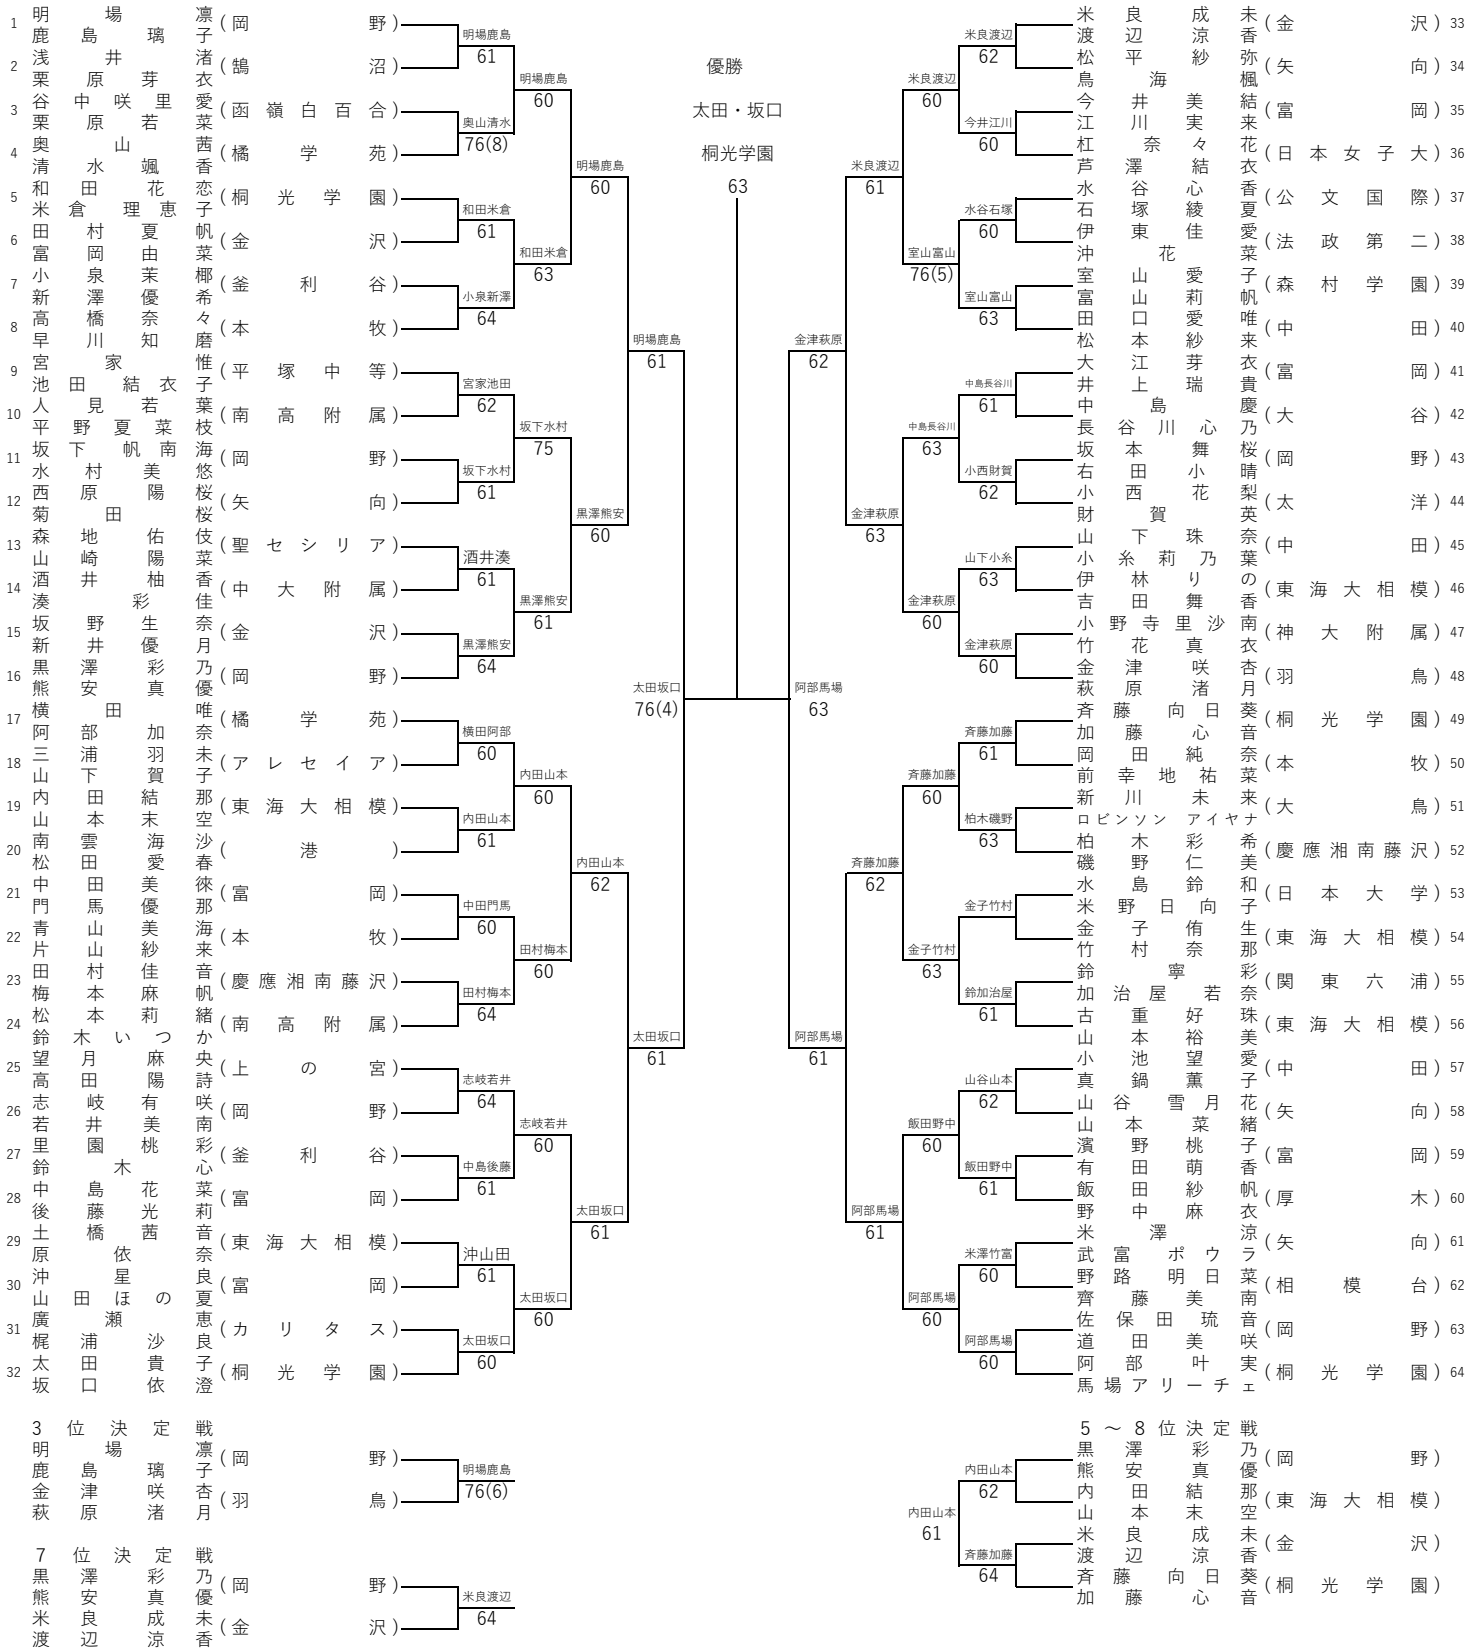 優勝
太田・坂口
桐光学園
63
1 明場凛 鹿島璃子 (岡野)
2 浅井渚 栗原芽衣 (鵠沼)
3 谷中咲里愛 栗原若菜 (函嶺白百合)
4 奥山茜 清水颯香 (橘学苑)
5 和田花恋 米倉理恵子 (桐光学園)
6 田村夏帆 富岡由菜 (金沢)
7 小泉茉椰 新澤優希 (釜利谷)
8 高橋奈々 早川知磨 (本牧)
9 宮家惟 池田結衣子 (平塚中等)
10 人見若葉 平野夏菜枝 (南高附属)
11 坂下帆南海 水村美悠 (岡野)
12 西原陽桜 菊田桜 (矢向)
13 森地佑伎 山崎陽菜 (聖セシリア)
14 酒井柚香 湊彩佳 (中大附属)
15 坂野生奈 新井優月 (金沢)
16 黒澤彩乃 熊安真優 (岡野)
17 横田唯 阿部加奈 (橘学苑)
18 三浦羽未 山下賀子 (アレセイア)
19 内田結那 山本末空 (東海大相模)
20 南雲海沙 松田愛春 (港)
21 中田美徠 門馬優那 (富岡)
22 青山美海 片山紗来 (本牧)
23 田村佳音 梅本麻帆 (慶應湘南藤沢)
24 松本莉緒 鈴木いつか (南高附属)
25 望月麻央 高田陽詩 (上の宮)
26 志岐有咲 若井美南 (岡野)
27 里園桃彩 鈴木心 (釜利谷)
28 中島花菜 後藤光莉 (富岡)
29 土橋茜音 原依奈 (東海大相模)
30 沖星良 山田ほの夏 (富岡)
31 廣瀬恵 梶浦沙良 (カリタス)
32 太田貴子 坂口依澄 (桐光学園)
明場鹿島 61
奥山清水 76(8)
和田米倉 61
小泉新澤 64
宮家池田 62
坂下水村 61
酒井湊 61
黒澤熊安 64
横田阿部 60
内田山本 61
中田門馬 60
田村梅本 64
志岐若井 64
中島後藤 61
沖山田 61
太田坂口 60
明場鹿島 60
和田米倉 63
坂下水村 75
黒澤熊安 61
内田山本 60
田村梅本 60
志岐若井 60
太田坂口 60
明場鹿島 60
黒澤熊安 60
内田山本 62
太田坂口 61
明場鹿島 61
太田坂口 61
太田坂口 76(4)
米良成未 渡辺涼香 (金沢) 33
松平紗弥 鳥海楓 (矢向) 34
今井美結 江川実来 (富岡) 35
杠奈々花 芦澤結衣 (日本女子大) 36
水谷心香 石塚綾夏 (公文国際) 37
伊東佳愛 沖花菜 (法政第二) 38
室山愛子 富山莉帆 (森村学園) 39
田口愛唯 松本紗来 (中田) 40
大江芽衣 井上瑞貴 (富岡) 41
中島慶 長谷川心乃 (大谷) 42
坂本舞桜 右田小晴 (岡野) 43
小西花梨 財賀英 (太洋) 44
山下珠奈 小糸莉乃葉 (中田) 45
伊林りの 吉田舞香 (東海大相模) 46
小野寺里沙南 竹花真衣 (神大附属) 47
金津咲杏 萩原渚月 (羽鳥) 48
斉藤向日葵 加藤心音 (桐光学園) 49
岡田純奈 前幸地祐菜 (本牧) 50
新川未来 ロビンソン アイヤナ (大鳥) 51
柏木彩希 磯野仁美 (慶應湘南藤沢) 52
水島鈴和 米野日向子 (日本大学) 53
金子侑生 竹村奈那 (東海大相模) 54
鈴寧彩 加治屋若奈 (関東六浦) 55
古重好珠 山本裕美 (東海大相模) 56
小池望愛 真鍋薫子 (中田) 57
山谷雪月花 山本菜緒 (矢向) 58
濱野桃子 有田萌香 (富岡) 59
飯田紗帆 野中麻衣 (厚木) 60
米澤涼 武富ポウラ (矢向) 61
野路明日菜 齊藤美南 (相模台) 62
佐保田琉音 道田美咲 (岡野) 63
阿部叶実 馬場アリーチェ (桐光学園) 64
米良渡辺 62
今井江川 60
水谷石塚 60
室山富山 63
中島長谷川 61
小西財賀 62
山下小糸 63
金津萩原 60
斉藤加藤 61
柏木磯野 63
金子竹村
鈴加治屋 61
山谷山本 62
飯田野中 61
米澤竹富 60
阿部馬場 60
米良渡辺 60
室山富山 76(5)
中島長谷川 63
金津萩原 60
斉藤加藤 60
金子竹村 63
飯田野中 60
阿部馬場 60
米良渡辺 61
金津萩原 63
斉藤加藤 62
阿部馬場 61
金津萩原 62
阿部馬場 61
阿部馬場 63
3位決定戦
明場凛 鹿島璃子 (岡野)
金津咲杏 萩原渚月 (羽鳥)
明場鹿島 76(6)
7位決定戦
黒澤彩乃 熊安真優 (岡野)
米良成未 渡辺涼香 (金沢)
米良渡辺 64
5～8位決定戦
黒澤彩乃 熊安真優 (岡野)
内田結那 山本末空 (東海大相模)
米良成未 渡辺涼香 (金沢)
斉藤向日葵 加藤心音 (桐光学園)
内田山本 62
斉藤加藤 64
内田山本 61